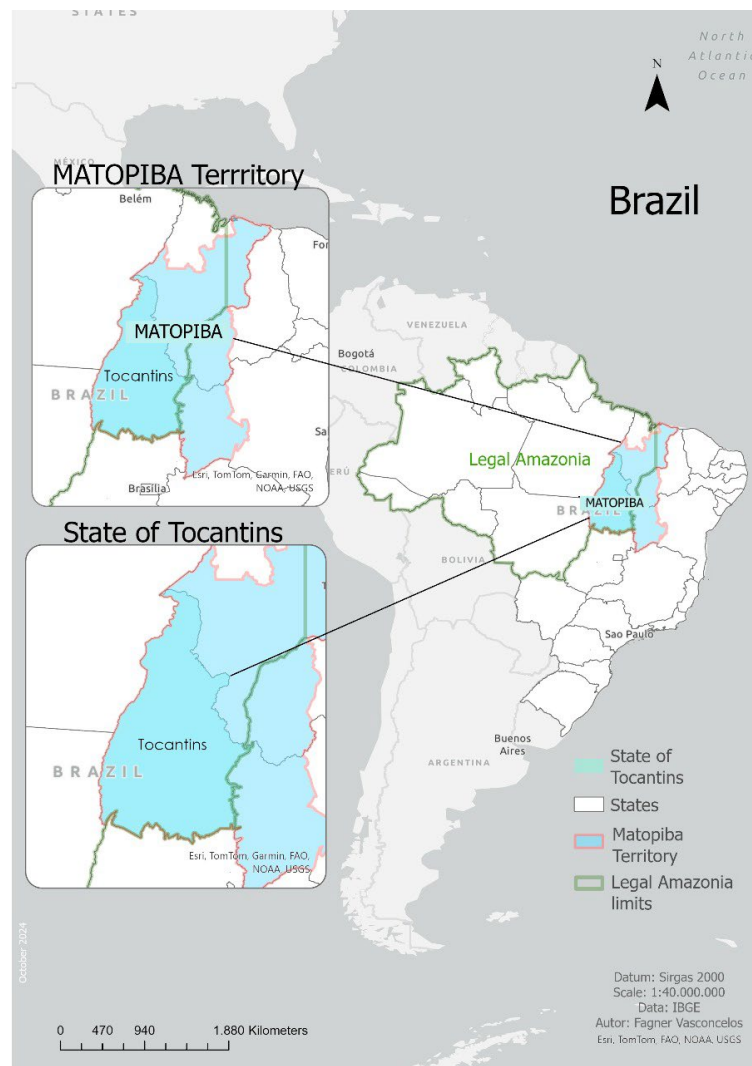 STATES
North
Atlantic
Ocean
N
MÉXICO
MATOPIBA Terrritory
Brazil
Belém
For
MATOPIBA
Tocantins
BRAZIL
Sa
Brasília
Esri, TomTom, Garmin, FAO,
NOAA, USGS
VENEZUELA
Bogotá
COLOMBIA
Legal Amazonia
PERÚ
MATOPIBA
BRAZIL
BOLIVIA
Sao Paulo
Buenos
Aires
ARGENTINA
State of Tocantins
Tocantins
BRAZIL
Esri, TomTom, Garmin, FAO,
NOAA, USGS
State of
Tocantins
States
Matopiba
Territory
Legal Amazonia
limits
October 2024
0 470 940 1.880 Kilometers
Datum: Sirgas 2000
Scale: 1:40.000.000
Data: IBGE
Autor: Fagner Vasconcelos
Esri, TomTom, FAO, NOAA, USGS